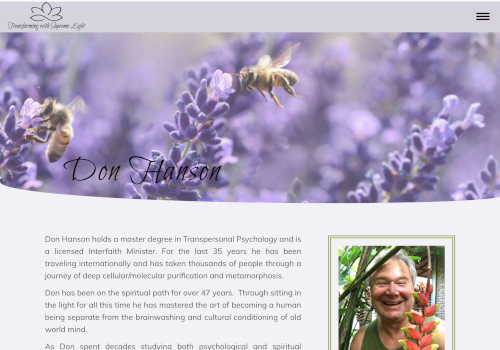 Transforming with Supreme Light
Don Hanson
Don Hanson holds a master degree in Transpersonal Psychology and is
a licensed Interfaith Minister. For the last 35 years he has been
traveling internationally and has taken thousands of people through a
journey of deep cellular/molecular purification and metamorphosis.
Don has been on the spiritual path for over 47 years. Through sitting in
the light for all this time he has mastered the art of becoming a human
being separate from the brainwashing and cultural conditioning of old
world mind.
As Don spent decades studying both psychological and spiritual